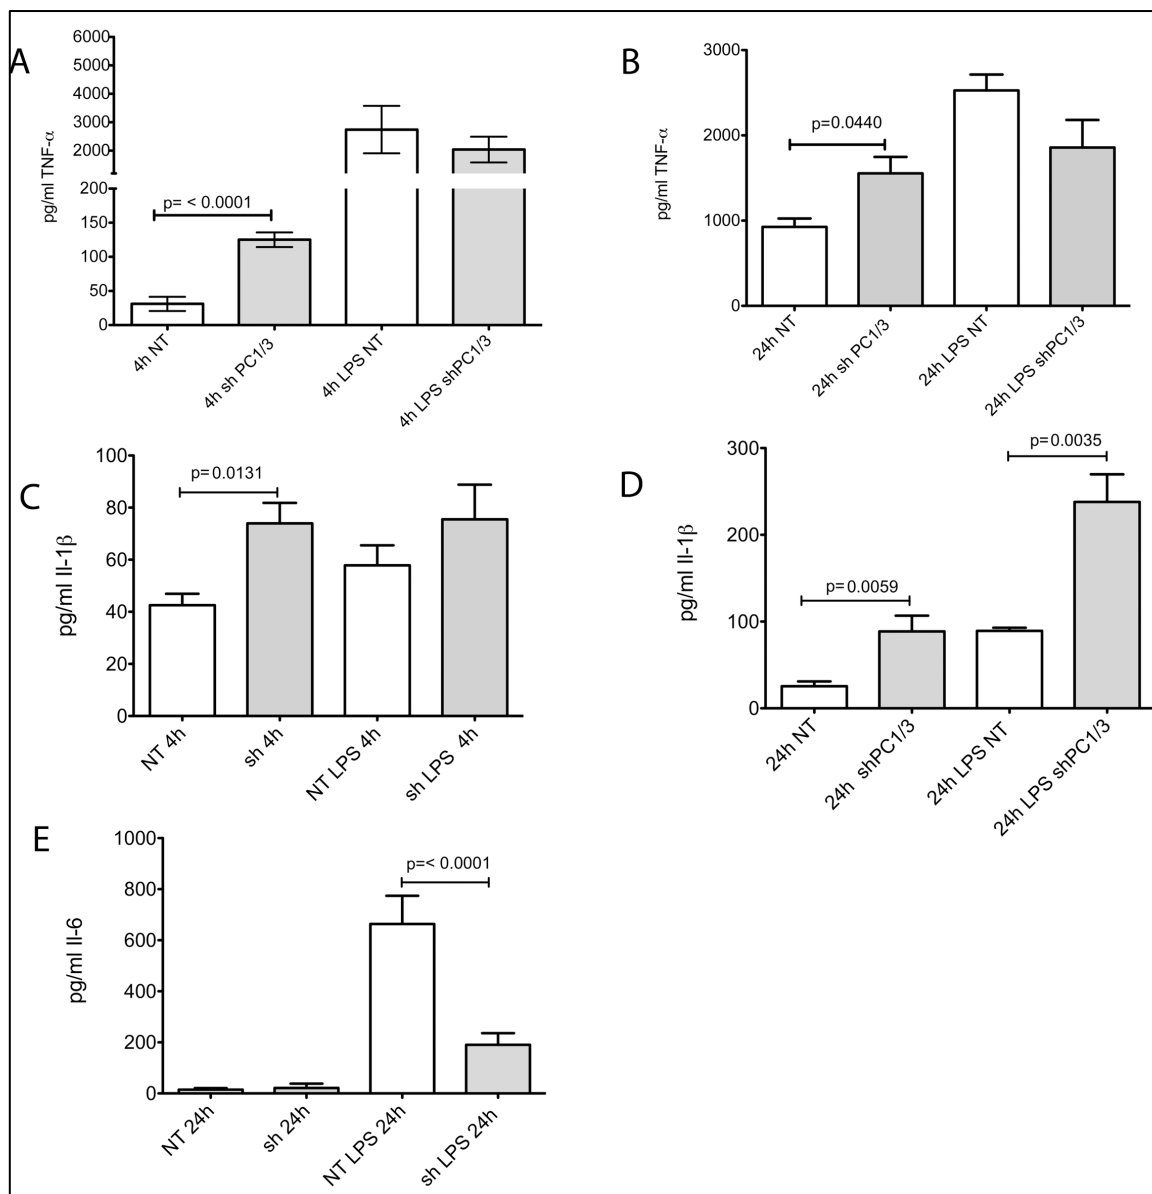 A
pg/ml TNF-α
6000
5000
4000
3000
2000
200
150
100
50
0
p= < 0.0001
4h NT
4h sh PC1/3
4h LPS NT
4h LPS shPC1/3
B
pg/ml TNF-α
3000
2000
1000
0
p=0.0440
24h NT
24h sh PC1/3
24h LPS NT
24h LPS shPC1/3
C
pg/ml Il-1β
100
80
60
40
20
0
p=0.0131
NT 4h
sh 4h
NT LPS 4h
sh LPS 4h
D
pg/ml Il-1β
300
200
100
0
p=0.0059
p=0.0035
24h NT
24h shPC1/3
24h LPS NT
24h LPS shPC1/3
E
pg/ml Il-6
1000
800
600
400
200
0
p=< 0.0001
NT 24h
sh 24h
NT LPS 24h
sh LPS 24h